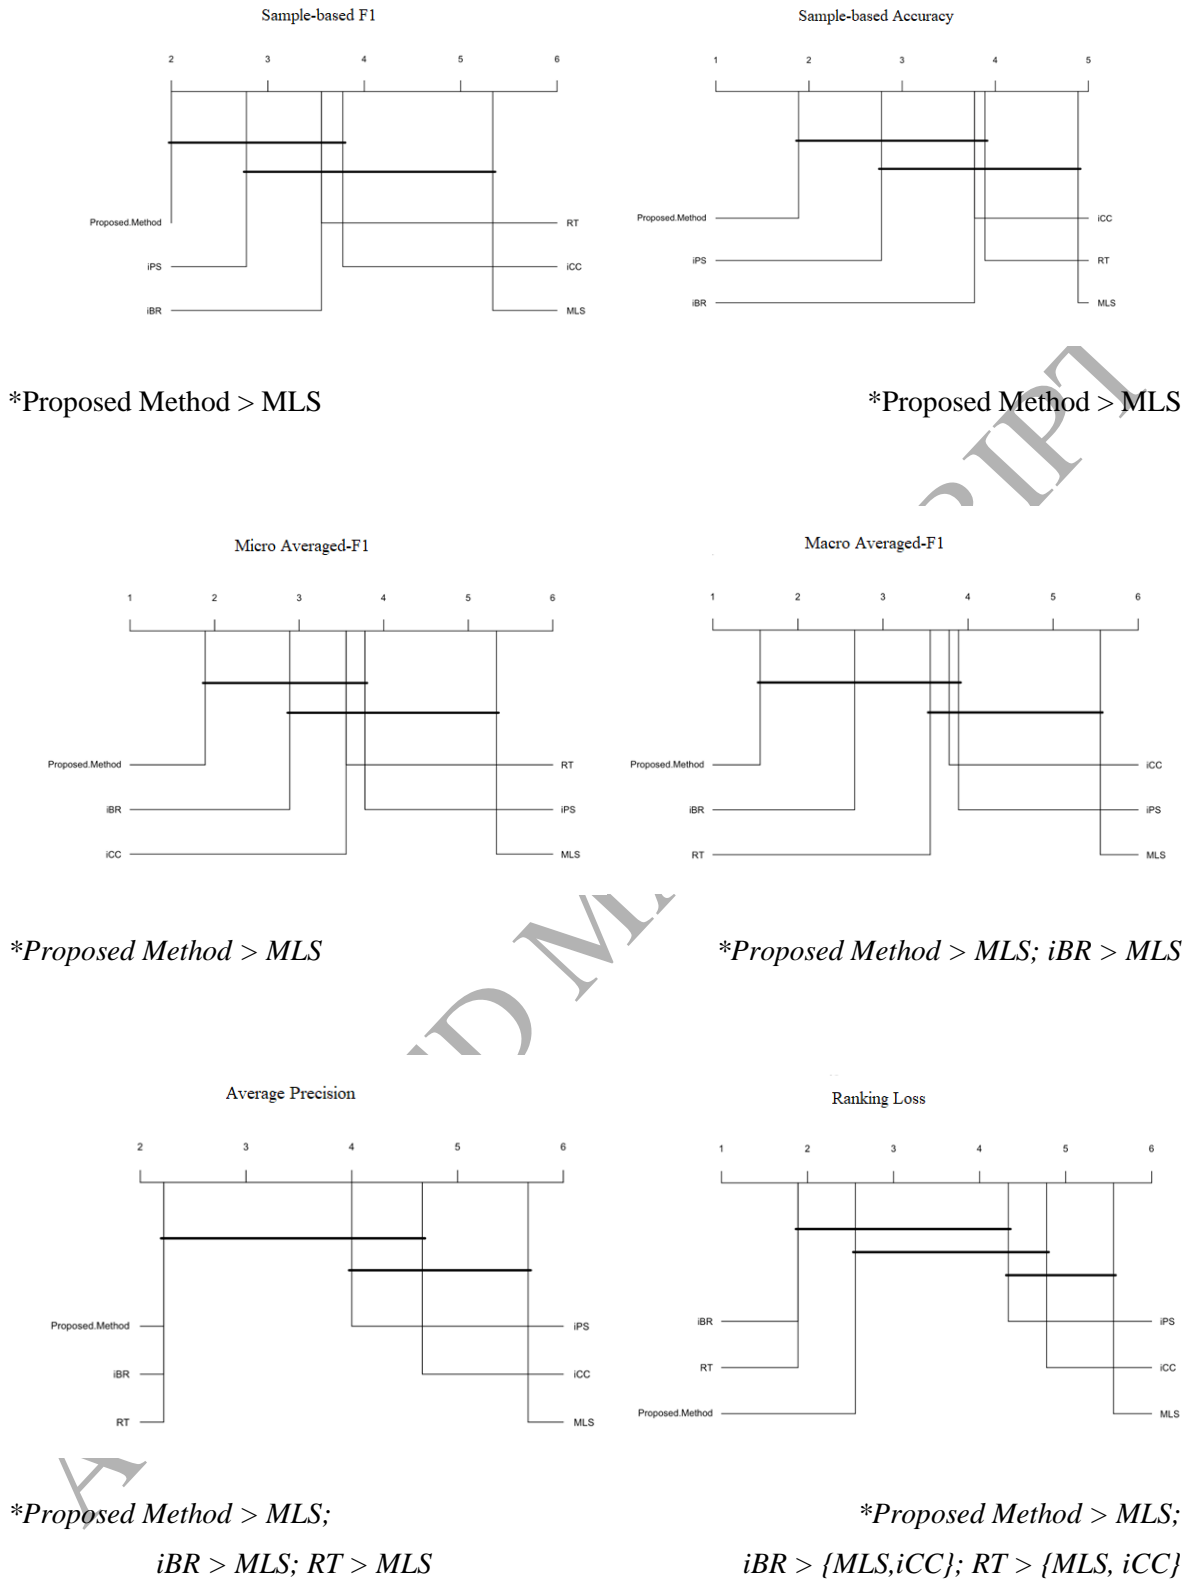 Sample-based F1
2 3 4 5 6
Proposed.Method
RT
iPS
iCC
iBR
MLS
Sample-based Accuracy
1 2 3 4 5
Proposed.Method
iCC
iPS
RT
iBR
MLS
*Proposed Method > MLS
*Proposed Method > MLS
Micro Averaged-F1
1 2 3 4 5 6
Proposed.Method
RT
iBR
iPS
iCC
MLS
Macro Averaged-F1
1 2 3 4 5 6
Proposed.Method
iCC
iBR
iPS
RT
MLS
*Proposed Method > MLS
*Proposed Method > MLS; iBR > MLS
Average Precision
2 3 4 5 6
Proposed.Method
iPS
iBR
iCC
RT
MLS
Ranking Loss
1 2 3 4 5 6
iBR
iPS
RT
iCC
Proposed.Method
MLS
*Proposed Method > MLS;
iBR > MLS; RT > MLS
*Proposed Method > MLS;
iBR > {MLS,iCC}; RT > {MLS, iCC}